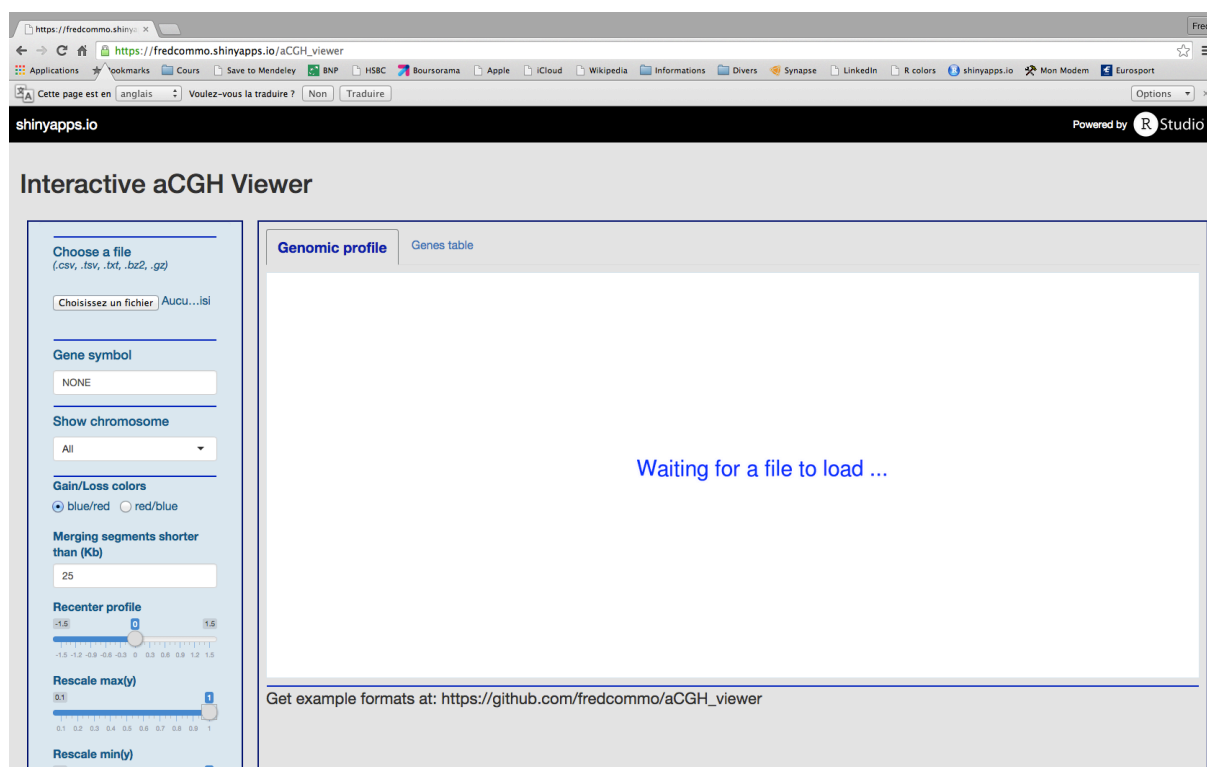 https://fredcommo.shiny
Fre
https://fredcommo.shinyapps.io/aCGH_viewer
Applications
ookmarks
Cours
Save to Mendeley
BNP
HSBC
Boursorama
Apple
iCloud
Wikipedia
Informations
Divers
Synapse
LinkedIn
R colors
shinyapps.io
Mon Modem
Eurosport
Cette page est en
anglais
Voulez-vous la traduire ?
Non
Traduire
Options
shinyapps.io
Powered by R Studio
Interactive aCGH Viewer
Choose a file
(.csv, .tsv, .txt, .bz2, .gz)
Choisissez un fichier Aucu…isi
Gene symbol
NONE
Show chromosome
All
Gain/Loss colors
blue/red red/blue
Merging segments shorter
than (Kb)
25
Recenter profile
-1.5 0 1.5
-1.5 -1.2 -0.9 -0.6 -0.3 0 0.3 0.6 0.9 1.2 1.5
Rescale max(y)
0.1 1
0.1 0.2 0.3 0.4 0.5 0.6 0.7 0.8 0.9 1
Rescale min(y)
Genomic profile Genes table
Waiting for a file to load ...
Get example formats at: https://github.com/fredcommo/aCGH_viewer